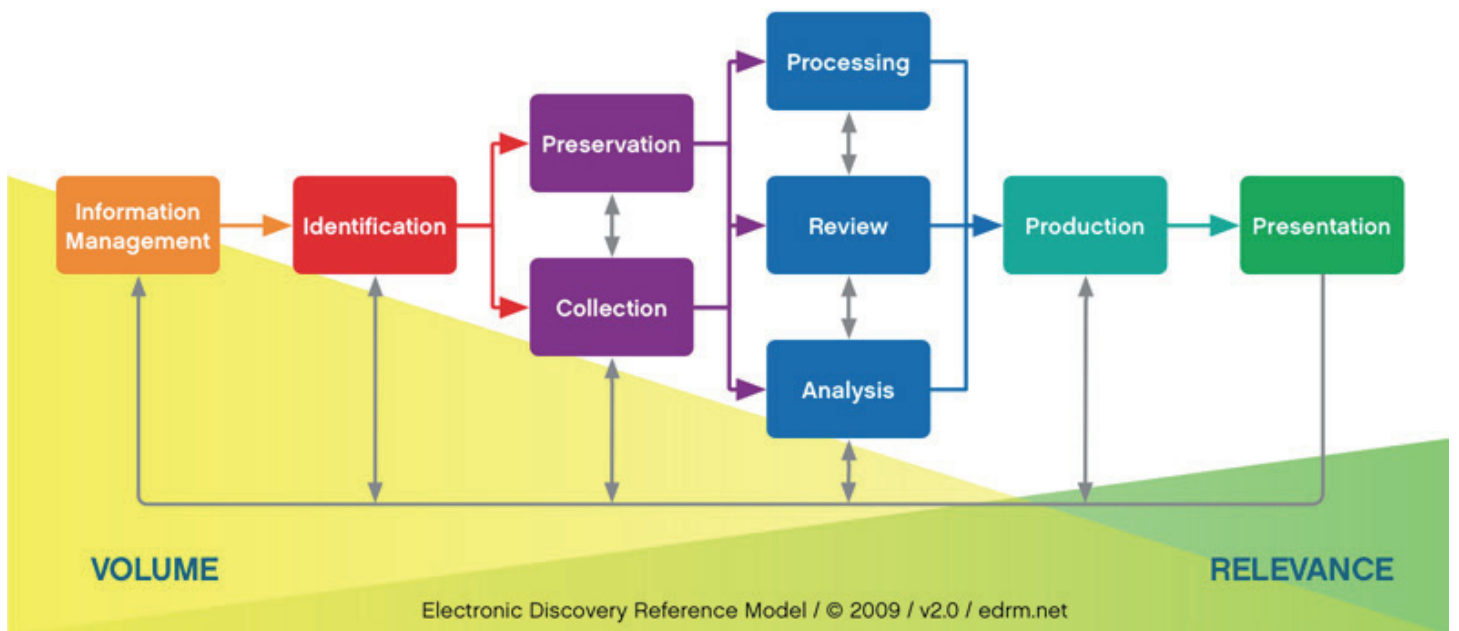 Information
Management
Identification
Preservation
Collection
Processing
Review
Analysis
Production
Presentation
VOLUME
RELEVANCE
Electronic Discovery Reference Model / © 2009 / v2.0 / edrm.net